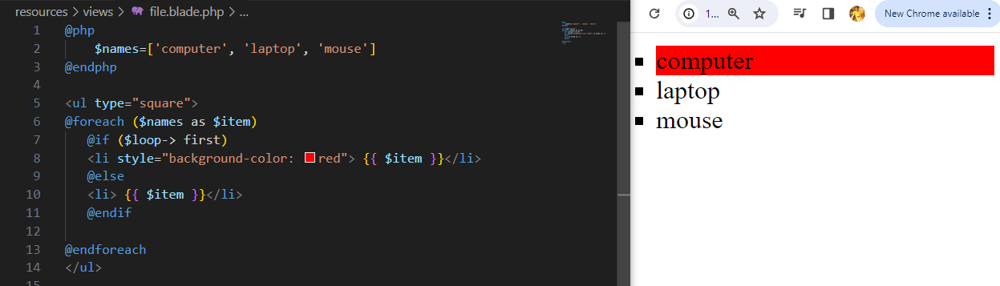 resources > views > file.blade.php > ...
1 @php
2 $names=['computer', 'laptop', 'mouse']
3 @endphp
4
5 <ul type="square">
6 @foreach ($names as $item)
7 @if ($loop-> first)
8 <li style="background-color: red"> {{ $item }}</li>
9 @else
10 <li> {{ $item }}</li>
11 @endif
12
13 @endforeach
14 </ul>
15
1...
New Chrome available
computer
laptop
mouse